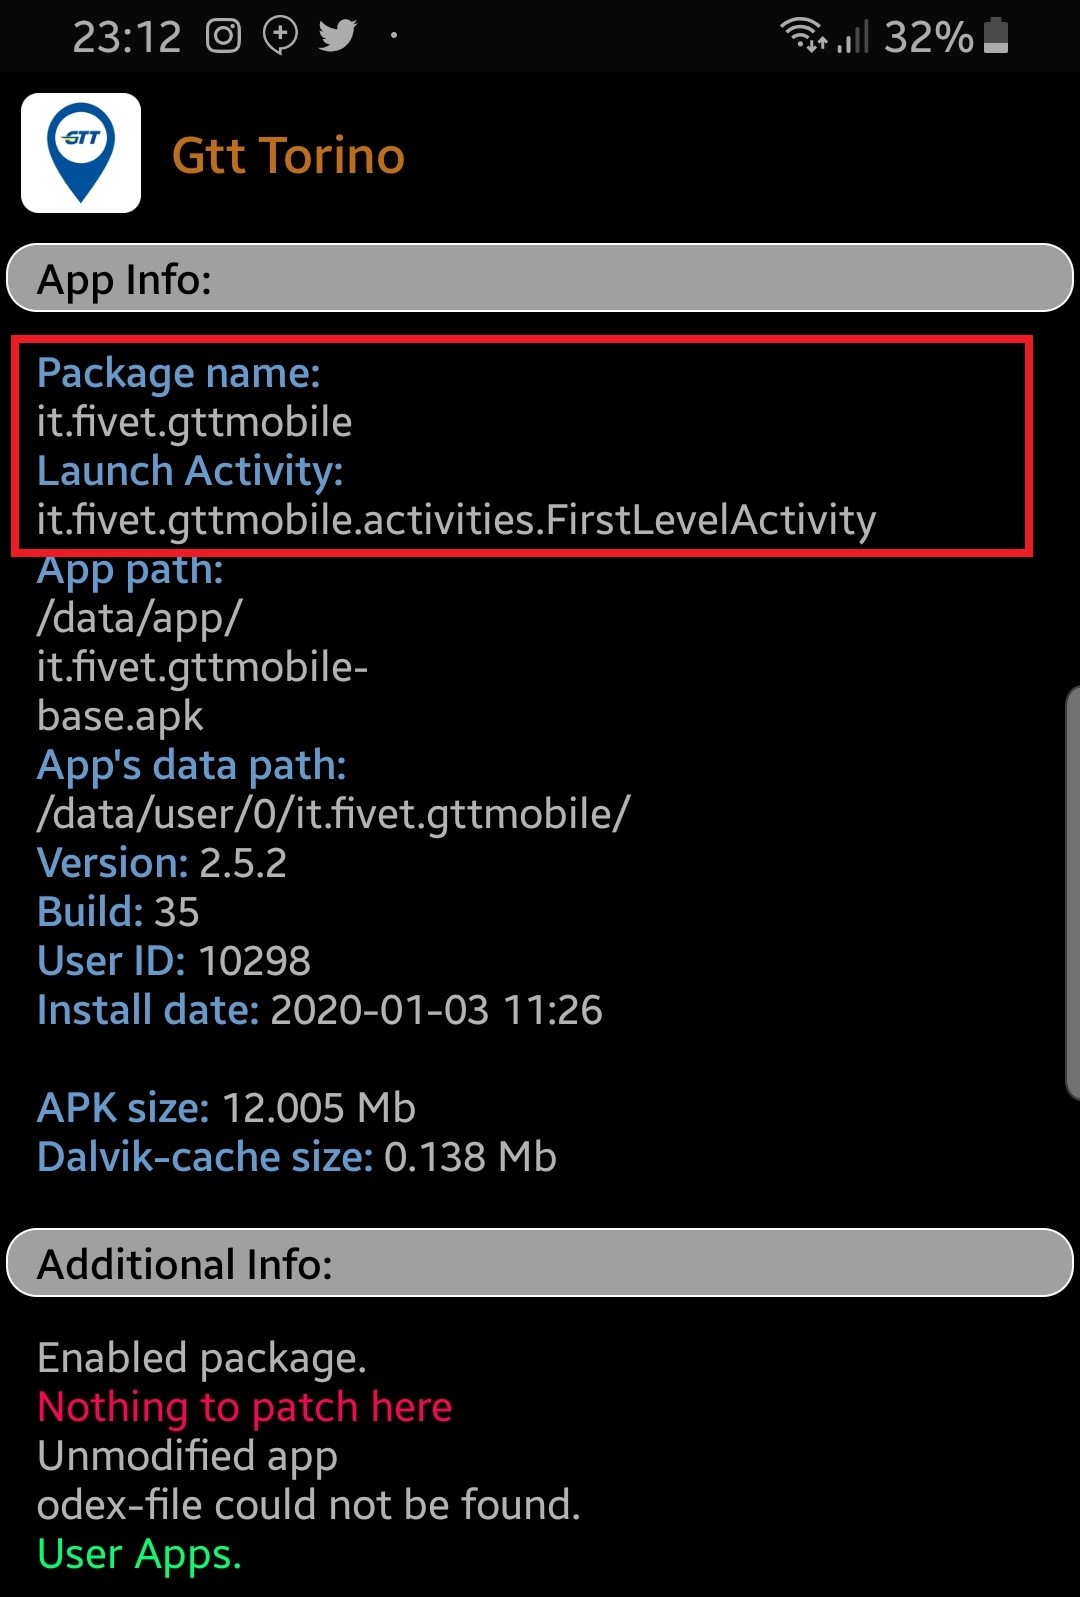 23:12
32%
GTT
Gtt Torino
App Info:
Package name:
it.fivet.gttmobile
Launch Activity:
it.fivet.gttmobile.activities.FirstLevelActivity
App path:
/data/app/
it.fivet.gttmobile-
base.apk
App's data path:
/data/user/0/it.fivet.gttmobile/
Version: 2.5.2
Build: 35
User ID: 10298
Install date: 2020-01-03 11:26
APK size: 12.005 Mb
Dalvik-cache size: 0.138 Mb
Additional Info:
Enabled package.
Nothing to patch here
Unmodified app
odex-file could not be found.
User Apps.